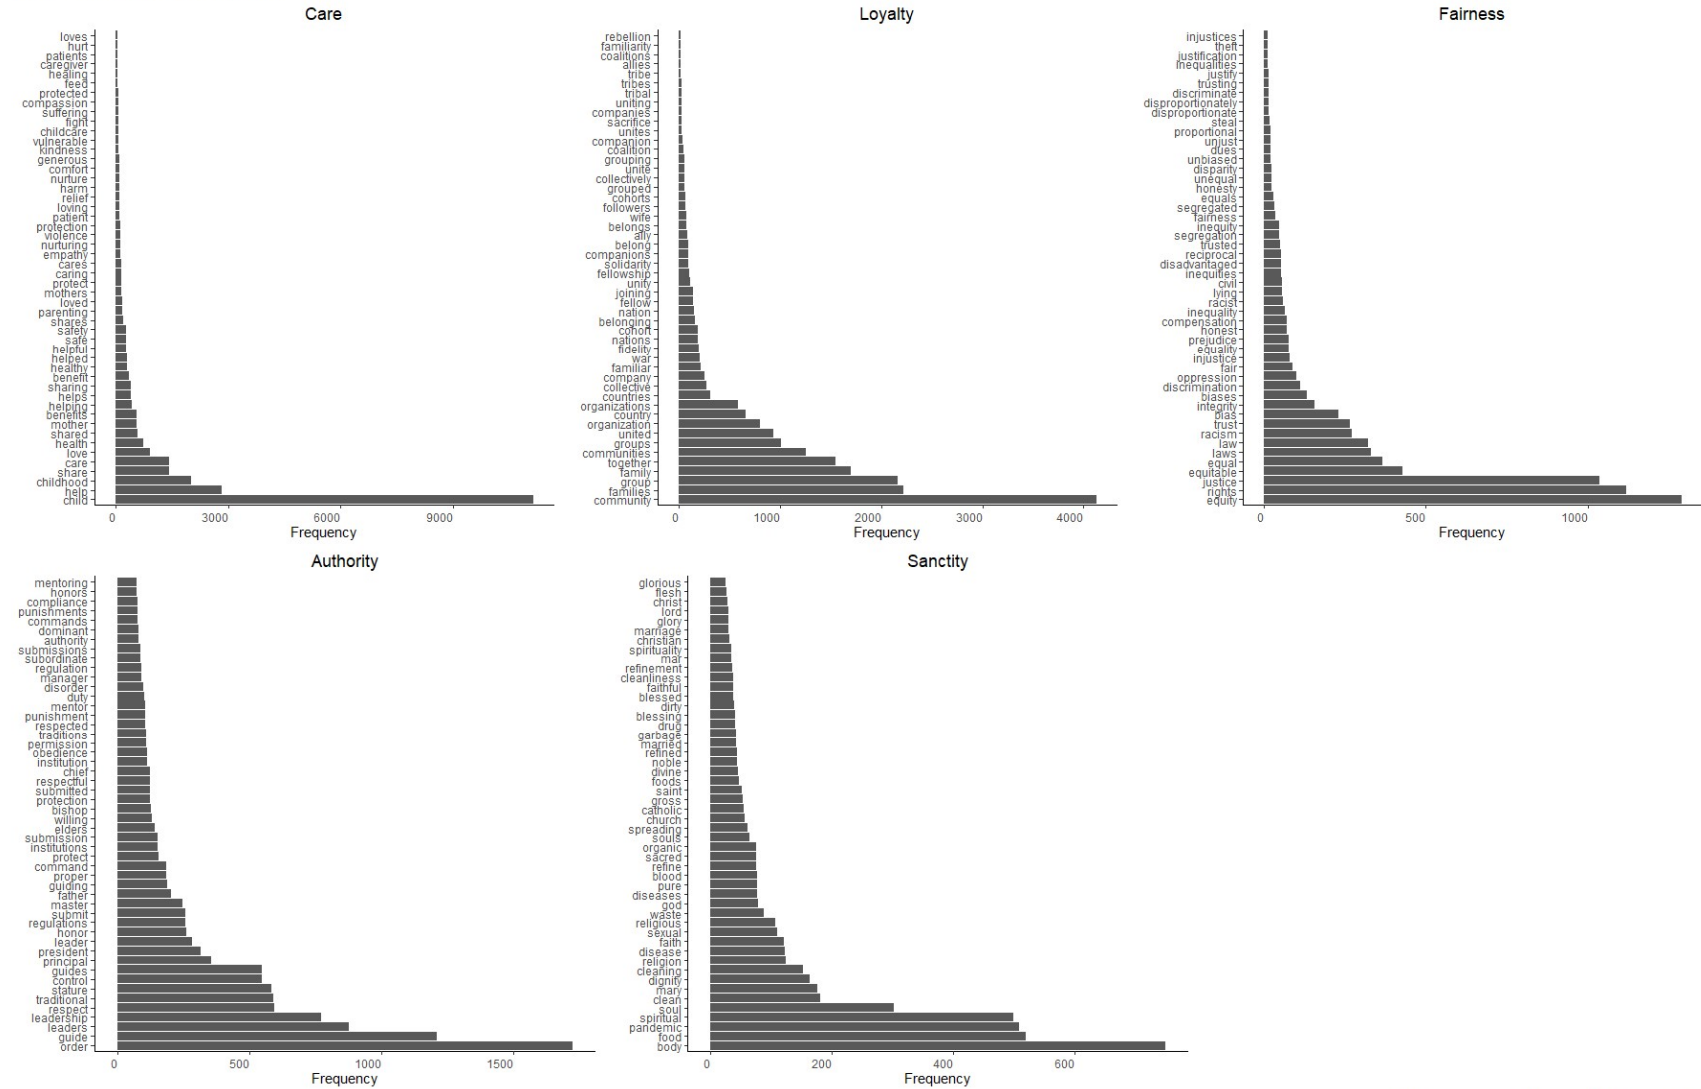 Care
loves
hurt
patients
caregiver
healing
feed
protected
compassion
suffering
fight
childcare
vulnerable
kindness
generous
comfort
nurture
harm
relief
loving
patient
protection
violence
nurturing
empathy
cares
caring
protect
mothers
loved
parenting
shares
safety
safe
helpful
helped
healthy
benefit
sharing
helps
helping
benefits
mother
shared
health
love
care
share
childhood
help
child
0 3000 6000 9000
Frequency
Loyalty
rebellion
familiarity
coalitions
allies
tribe
tribes
tribal
uniting
companies
sacrifice
unites
companion
coalition
grouping
unite
collectively
grouped
cohorts
followers
wife
belongs
ally
belong
companions
solidarity
fellowship
unity
joining
fellow
nation
belonging
cohort
nations
fidelity
war
familiar
company
collective
countries
organizations
country
organization
united
groups
communities
together
family
group
families
community
0 1000 2000 3000 4000
Frequency
Fairness
injustices
theft
justification
inequalities
justify
trusting
discriminate
disproportionately
disproportionate
steal
proportional
unjust
dues
unbiased
disparity
unequal
honesty
equals
segregated
fairness
inequity
segregation
trusted
reciprocal
disadvantaged
inequities
civil
lying
racist
inequality
compensation
honest
prejudice
equality
injustice
fair
oppression
discrimination
biases
integrity
bias
trust
racism
law
laws
equal
equitable
justice
rights
equity
0 500 1000
Frequency
Authority
mentoring
honors
compliance
punishments
commands
dominant
authority
submissions
subordinate
regulation
manager
disorder
duty
mentor
punishment
respected
traditions
permission
obedience
institution
chief
respectful
submitted
protection
bishop
willing
elders
submission
institutions
protect
command
proper
guiding
father
master
submit
regulations
honor
leader
president
principal
guides
control
stature
traditional
respect
leadership
leaders
guide
order
0 500 1000 1500
Frequency
Sanctity
glorious
flesh
christ
lord
glory
marriage
christian
spirituality
mar
refinement
cleanliness
faithful
blessed
dirty
blessing
drug
garbage
married
refined
noble
divine
foods
saint
gross
catholic
church
spreading
souls
organic
sacred
refine
blood
pure
diseases
god
waste
religious
sexual
faith
disease
religion
cleaning
dignity
mary
clean
soul
spiritual
pandemic
food
body
0 200 400 600
Frequency